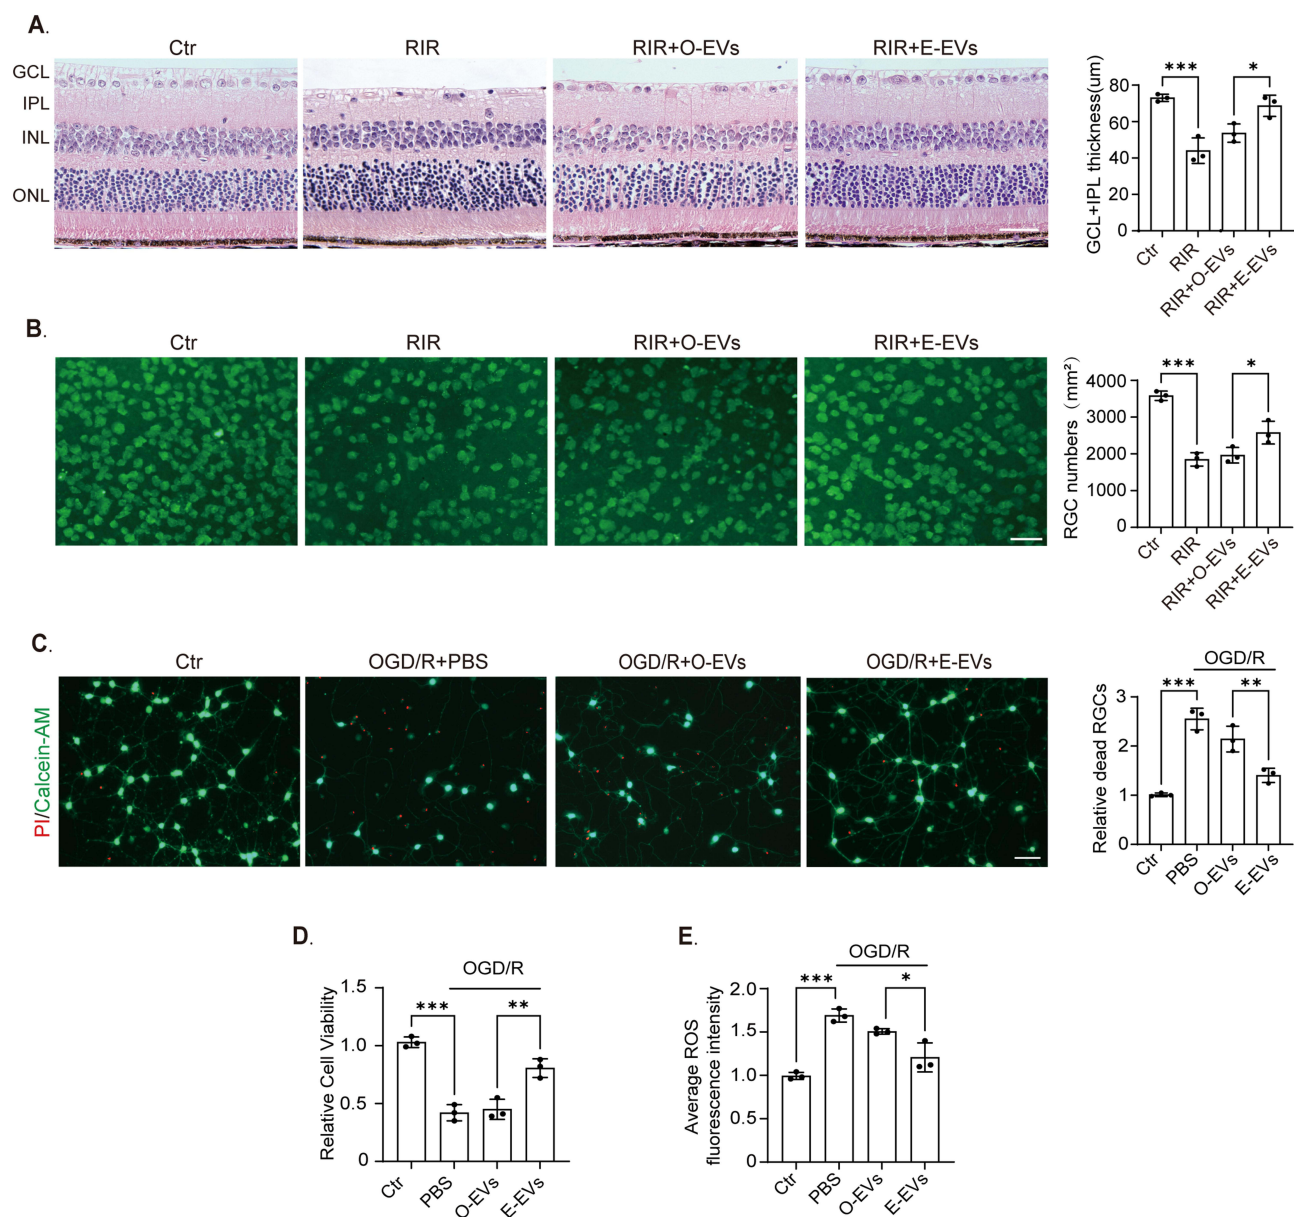 A.
Ctr
RIR
RIR+O-EVs
RIR+E-EVs
GCL
IPL
INL
ONL
GCL+IPL thickness(um)
80
60
40
20
0
***
*
Ctr
RIR
RIR+O-EVs
RIR+E-EVs
B.
Ctr
RIR
RIR+O-EVs
RIR+E-EVs
RGC numbers (mm²)
4000
3000
2000
1000
0
***
*
Ctr
RIR
RIR+O-EVs
RIR+E-EVs
C.
Ctr
OGD/R+PBS
OGD/R+O-EVs
OGD/R+E-EVs
PI/Calcein-AM
OGD/R
Relative dead RGCs
3
2
1
0
***
**
Ctr
PBS
O-EVs
E-EVs
D.
OGD/R
Relative Cell Viability
1.5
1.0
0.5
0
***
**
Ctr
PBS
O-EVs
E-EVs
E.
OGD/R
Average ROS
fluorescence intensity
2.0
1.5
1.0
0.5
0
***
*
Ctr
PBS
O-EVs
E-EVs